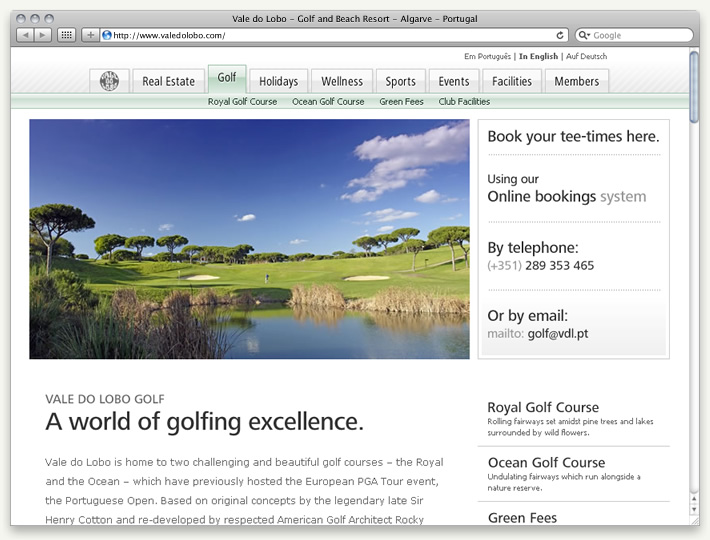 Vale do Lobo – Golf and Beach Resort – Algarve – Portugal
http://www.valedolobo.com/
Google
Em Português | In English | Auf Deutsch
Real Estate Golf Holidays Wellness Sports Events Facilities Members
Royal Golf Course Ocean Golf Course Green Fees Club Facilities
Book your tee-times here.
Using our
Online bookings system
By telephone:
(+351) 289 353 465
Or by email:
mailto: golf@vdl.pt
VALE DO LOBO GOLF
A world of golfing excellence.
Vale do Lobo is home to two challenging and beautiful golf courses – the Royal
and the Ocean – which have previously hosted the European PGA Tour event,
the Portuguese Open. Based on original concepts by the legendary late Sir
Henry Cotton and re-developed by respected American Golf Architect Rocky
Royal Golf Course
Rolling fairways set amidst pine trees and lakes
surrounded by wild flowers.
Ocean Golf Course
Undulating fairways which run alongside a
nature reserve.
Green Fees